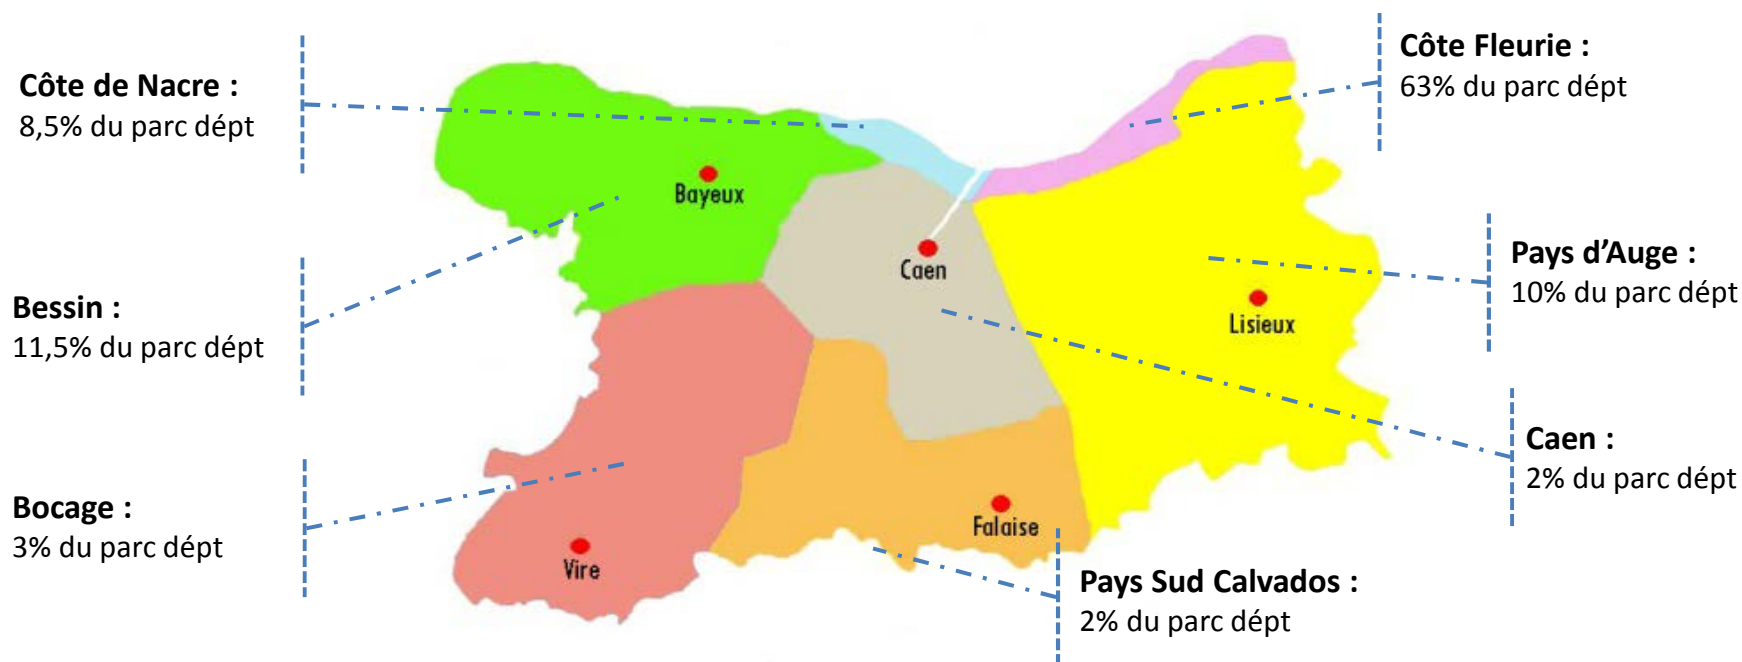 Côte de Nacre :
8,5% du parc dépt
Côte Fleurie :
63% du parc dépt
Bayeux
Caen
Lisieux
Pays d’Auge :
10% du parc dépt
Bessin :
11,5% du parc dépt
Caen :
2% du parc dépt
Bocage :
3% du parc dépt
Vire
Falaise
Pays Sud Calvados :
2% du parc dépt